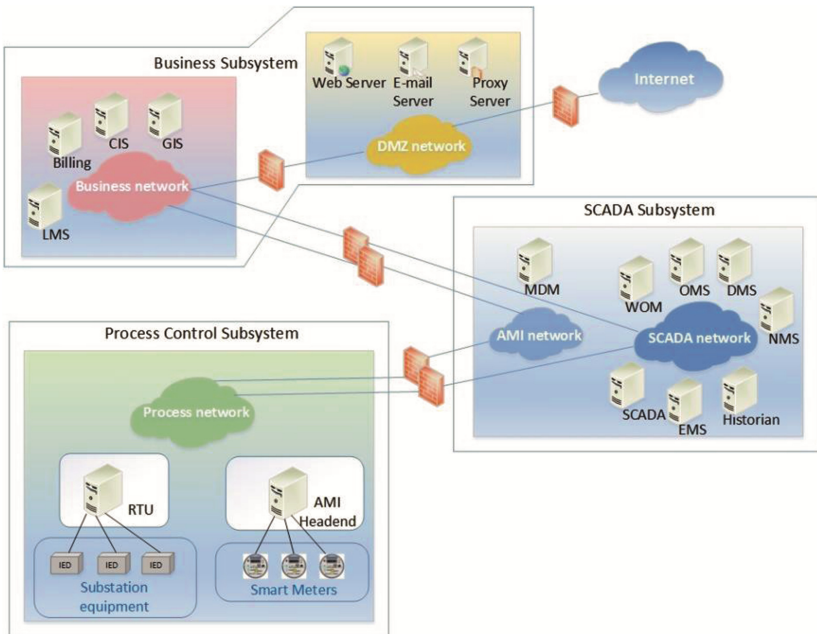 Business Subsystem
Web Server
E-mail
Server
Proxy
Server
Internet
DMZ network
Billing
CIS
GIS
Business network
LMS
SCADA Subsystem
MDM
WOM
OMS
DMS
NMS
AMI network
SCADA network
SCADA
EMS
Historian
Process Control Subsystem
Process network
RTU
AMI
Headend
IED
IED
IED
Substation
equipment
Smart Meters